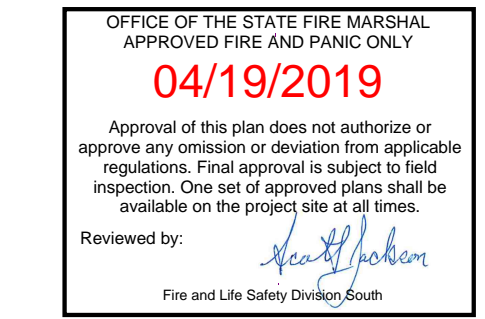 OFFICE OF THE STATE FIRE MARSHAL
APPROVED FIRE AND PANIC ONLY
04/19/2019
Approval of this plan does not authorize or
approve any omission or deviation from applicable
regulations. Final approval is subject to field
inspection. One set of approved plans shall be
available on the project site at all times.
Reviewed by:
Scott Jackson
Fire and Life Safety Division South